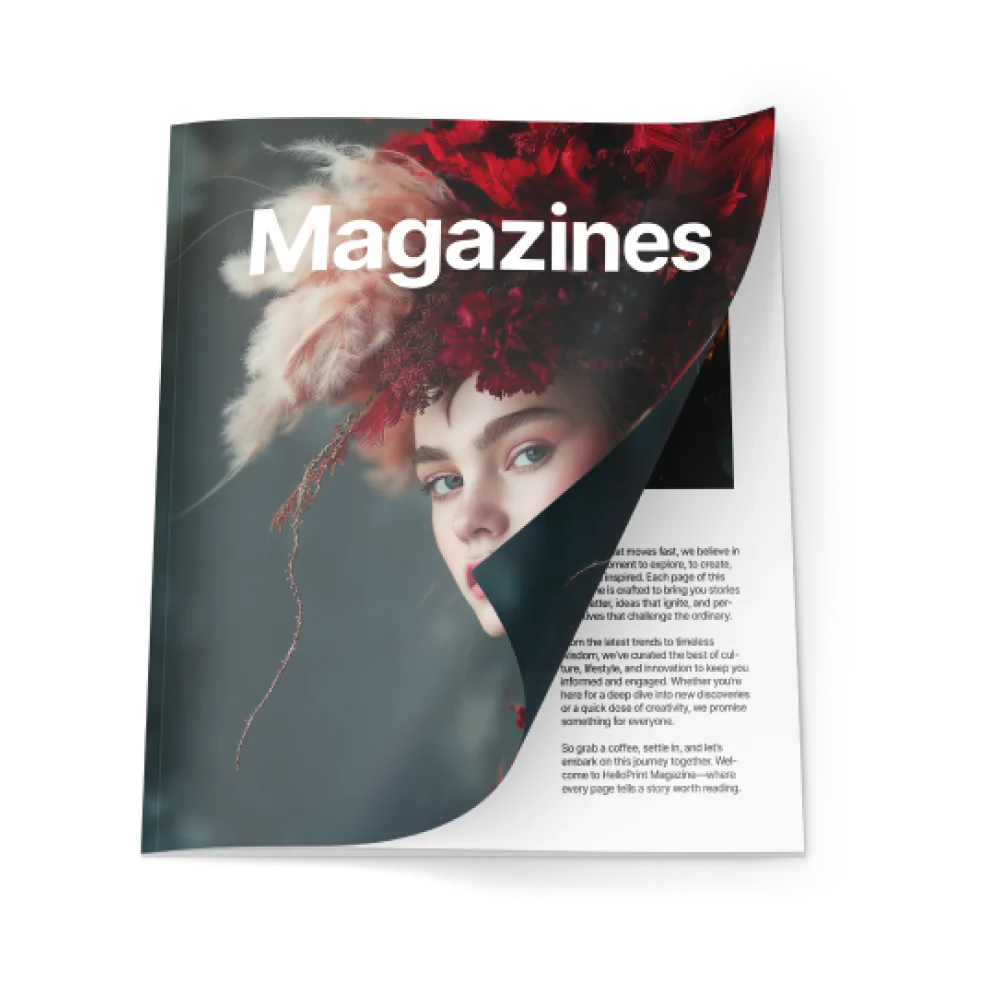 Magazines
at moves fast, we believe in
oment to explore, to create,
inspired. Each page of this
ne is crafted to bring you stories
atter, ideas that ignite, and per-
ives that challenge the ordinary.
om the latest trends to timeless
wisdom, we've curated the best of cul-
ture, lifestyle, and innovation to keep you
informed and engaged. Whether you're
here for a deep dive into new discoveries
or a quick dose of creativity, we promise
something for everyone.
So grab a coffee, settle in, and let's
embark on this journey together. Wel-
come to HelloPrint Magazine—where
every page tells a story worth reading.